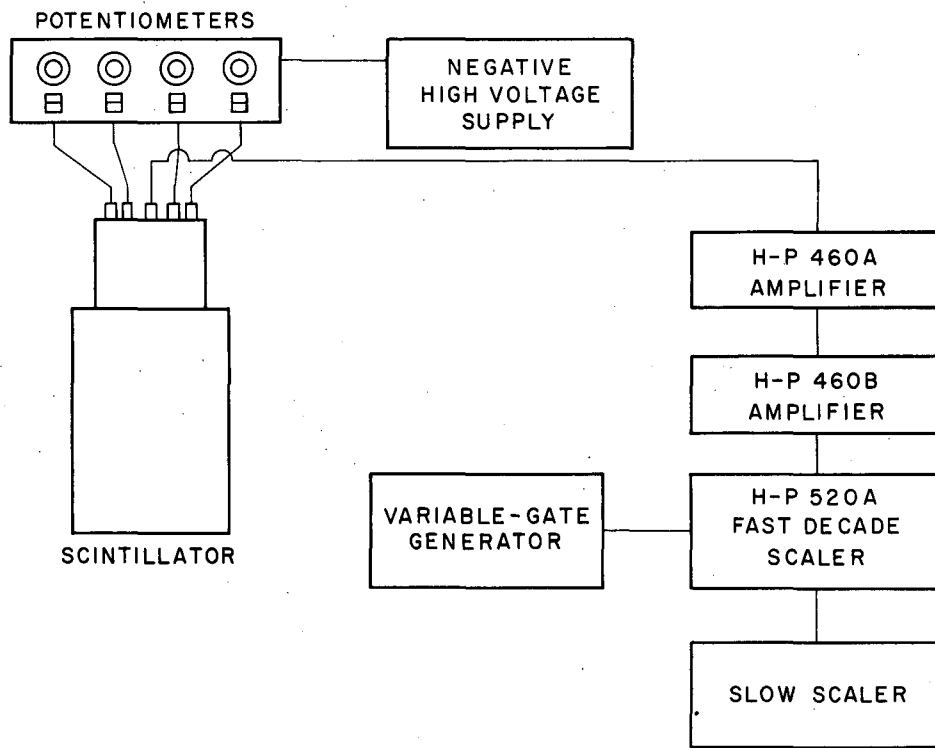 POTENTIOMETERS
NEGATIVE
HIGH VOLTAGE
SUPPLY
H-P 460A
AMPLIFIER
H-P 460B
AMPLIFIER
H-P 520A
FAST DECADE
SCALER
VARIABLE-GATE
GENERATOR
SCINTILLATOR
SLOW SCALER